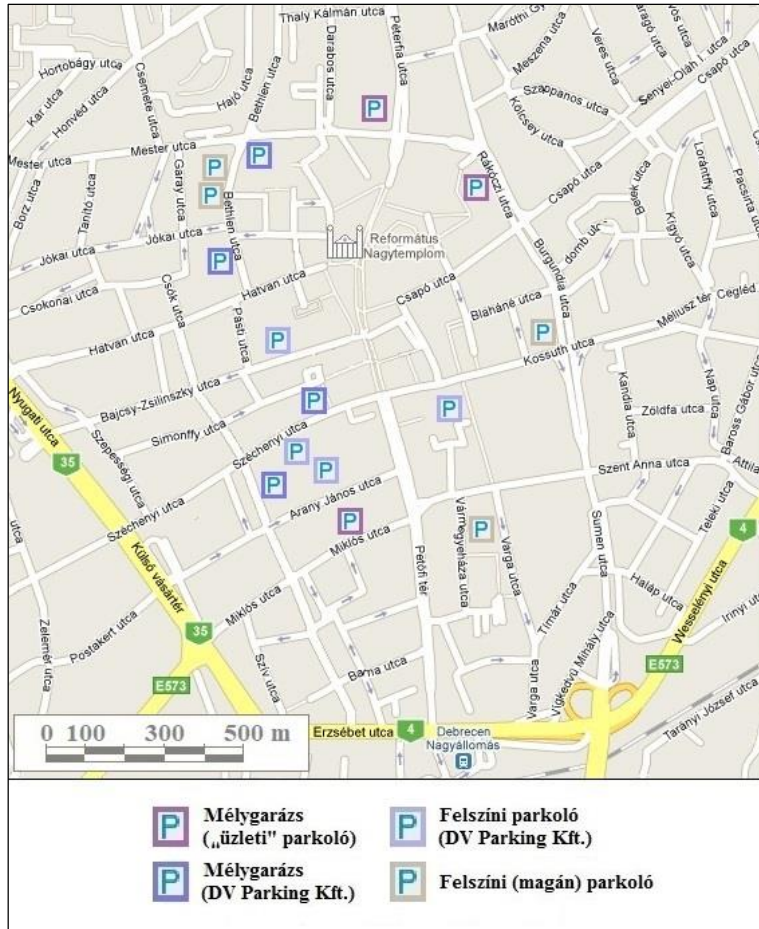 Thaly Kálmán utca
Péterfia utca
Maróthi Gy
Meszena utca
Veres utca
Senyei-Oláh I. utca
Csapó utca
Hortobágy utca
Csemete utca
Bethlen utca
Darabos utca
Hajó utca
Kar utca
Honvéd utca
Szappanos utca
Kölcsey utca
P
Mester utca
Mester utca
P
P
Csapó utca
Lorántffy utca
Rákóczi utca
P
P
Pacsirta utca
Borz utca
Tanító utca
Garay utca
Bethlen utca
Kígyó utca
Jókai utca
Jókai utca
Református
Nagytemplom
Burgundia utca
P
Hatvan utca
Csapó utca
Csokonai utca
Csók utca
Pásti utca
Blaháné utca
Méliusz tér
Cegléd
P
Kossuth utca
P
Hatvan utca
Bajcsy-Zsilinszky utca
Kandia utca
Nap utca
Nyugati utca
P
P
Zöldfa utca
Simonffy utca
Széchenyi utca
Baross Gábor utca
Szepességi utca
35
P
P
P
Szent Anna utca
Attila
Arany János utca
Széchenyi utca
P
P
Vármegyeháza utca
Varga utca
Miklós utca
Sumen utca
Teleki utca
4
Külső vásártér
Petőfi tér
Tímár utca
Haláp utca
Wesselényi utca
Irinyi utca
Zelemér utca
Postakert utca
Miklós utca
35
Szív utca
Barna utca
Varga utca
Vígkedvű Mihály utca
E573
E573
0 100 300 500 m
Erzsébet utca
4
Debrecen
Nagyállomás
Tarányi József utca
P Mélygarázs
(„üzleti" parkoló)
P Felszíni parkoló
(DV Parking Kft.)
P Mélygarázs
(DV Parking Kft.)
P Felszíni (magán) parkoló